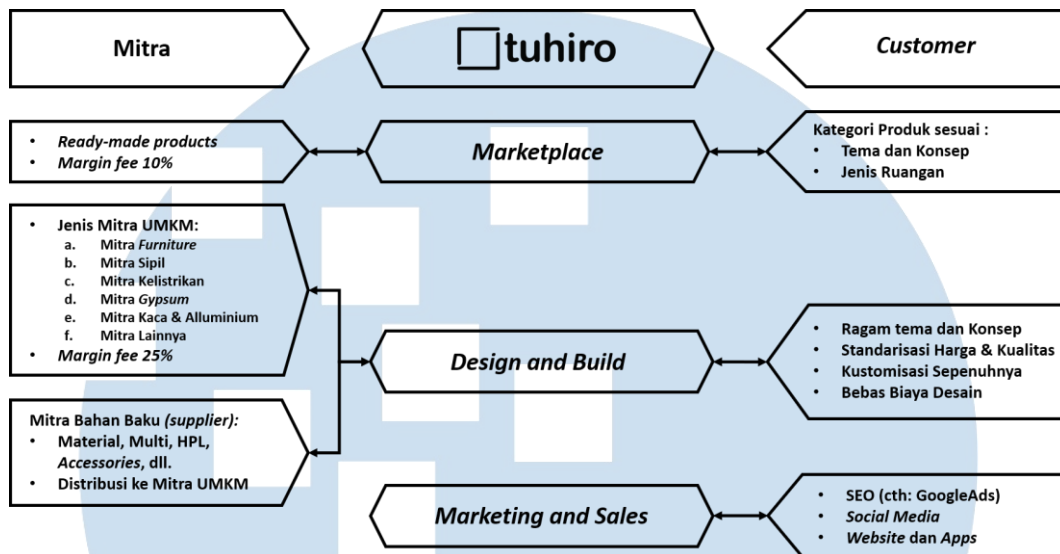 Mitra
tuhiro
Customer
• Ready-made products
• Margin fee 10%
Marketplace
Kategori Produk sesuai :
• Tema dan Konsep
• Jenis Ruangan
• Jenis Mitra UMKM:
a. Mitra Furniture
b. Mitra Sipil
c. Mitra Kelistrikan
d. Mitra Gypsum
e. Mitra Kaca & Alluminium
f. Mitra Lainnya
• Margin fee 25%
Design and Build
• Ragam tema dan Konsep
• Standarisasi Harga & Kualitas
• Kustomisasi Sepenuhnya
• Bebas Biaya Desain
Mitra Bahan Baku (supplier):
• Material, Multi, HPL,
Accessories, dll.
• Distribusi ke Mitra UMKM
Marketing and Sales
• SEO (cth: GoogleAds)
• Social Media
• Website dan Apps